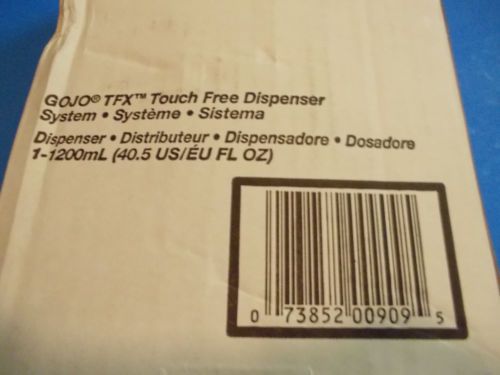 GOJO® TFX™ Touch Free Dispenser
System • Système • Sistema
Dispenser • Distributeur • Dispensadore • Dosadore
1-1200mL (40.5 US/ÉU FL OZ)
0 73852 00909 5